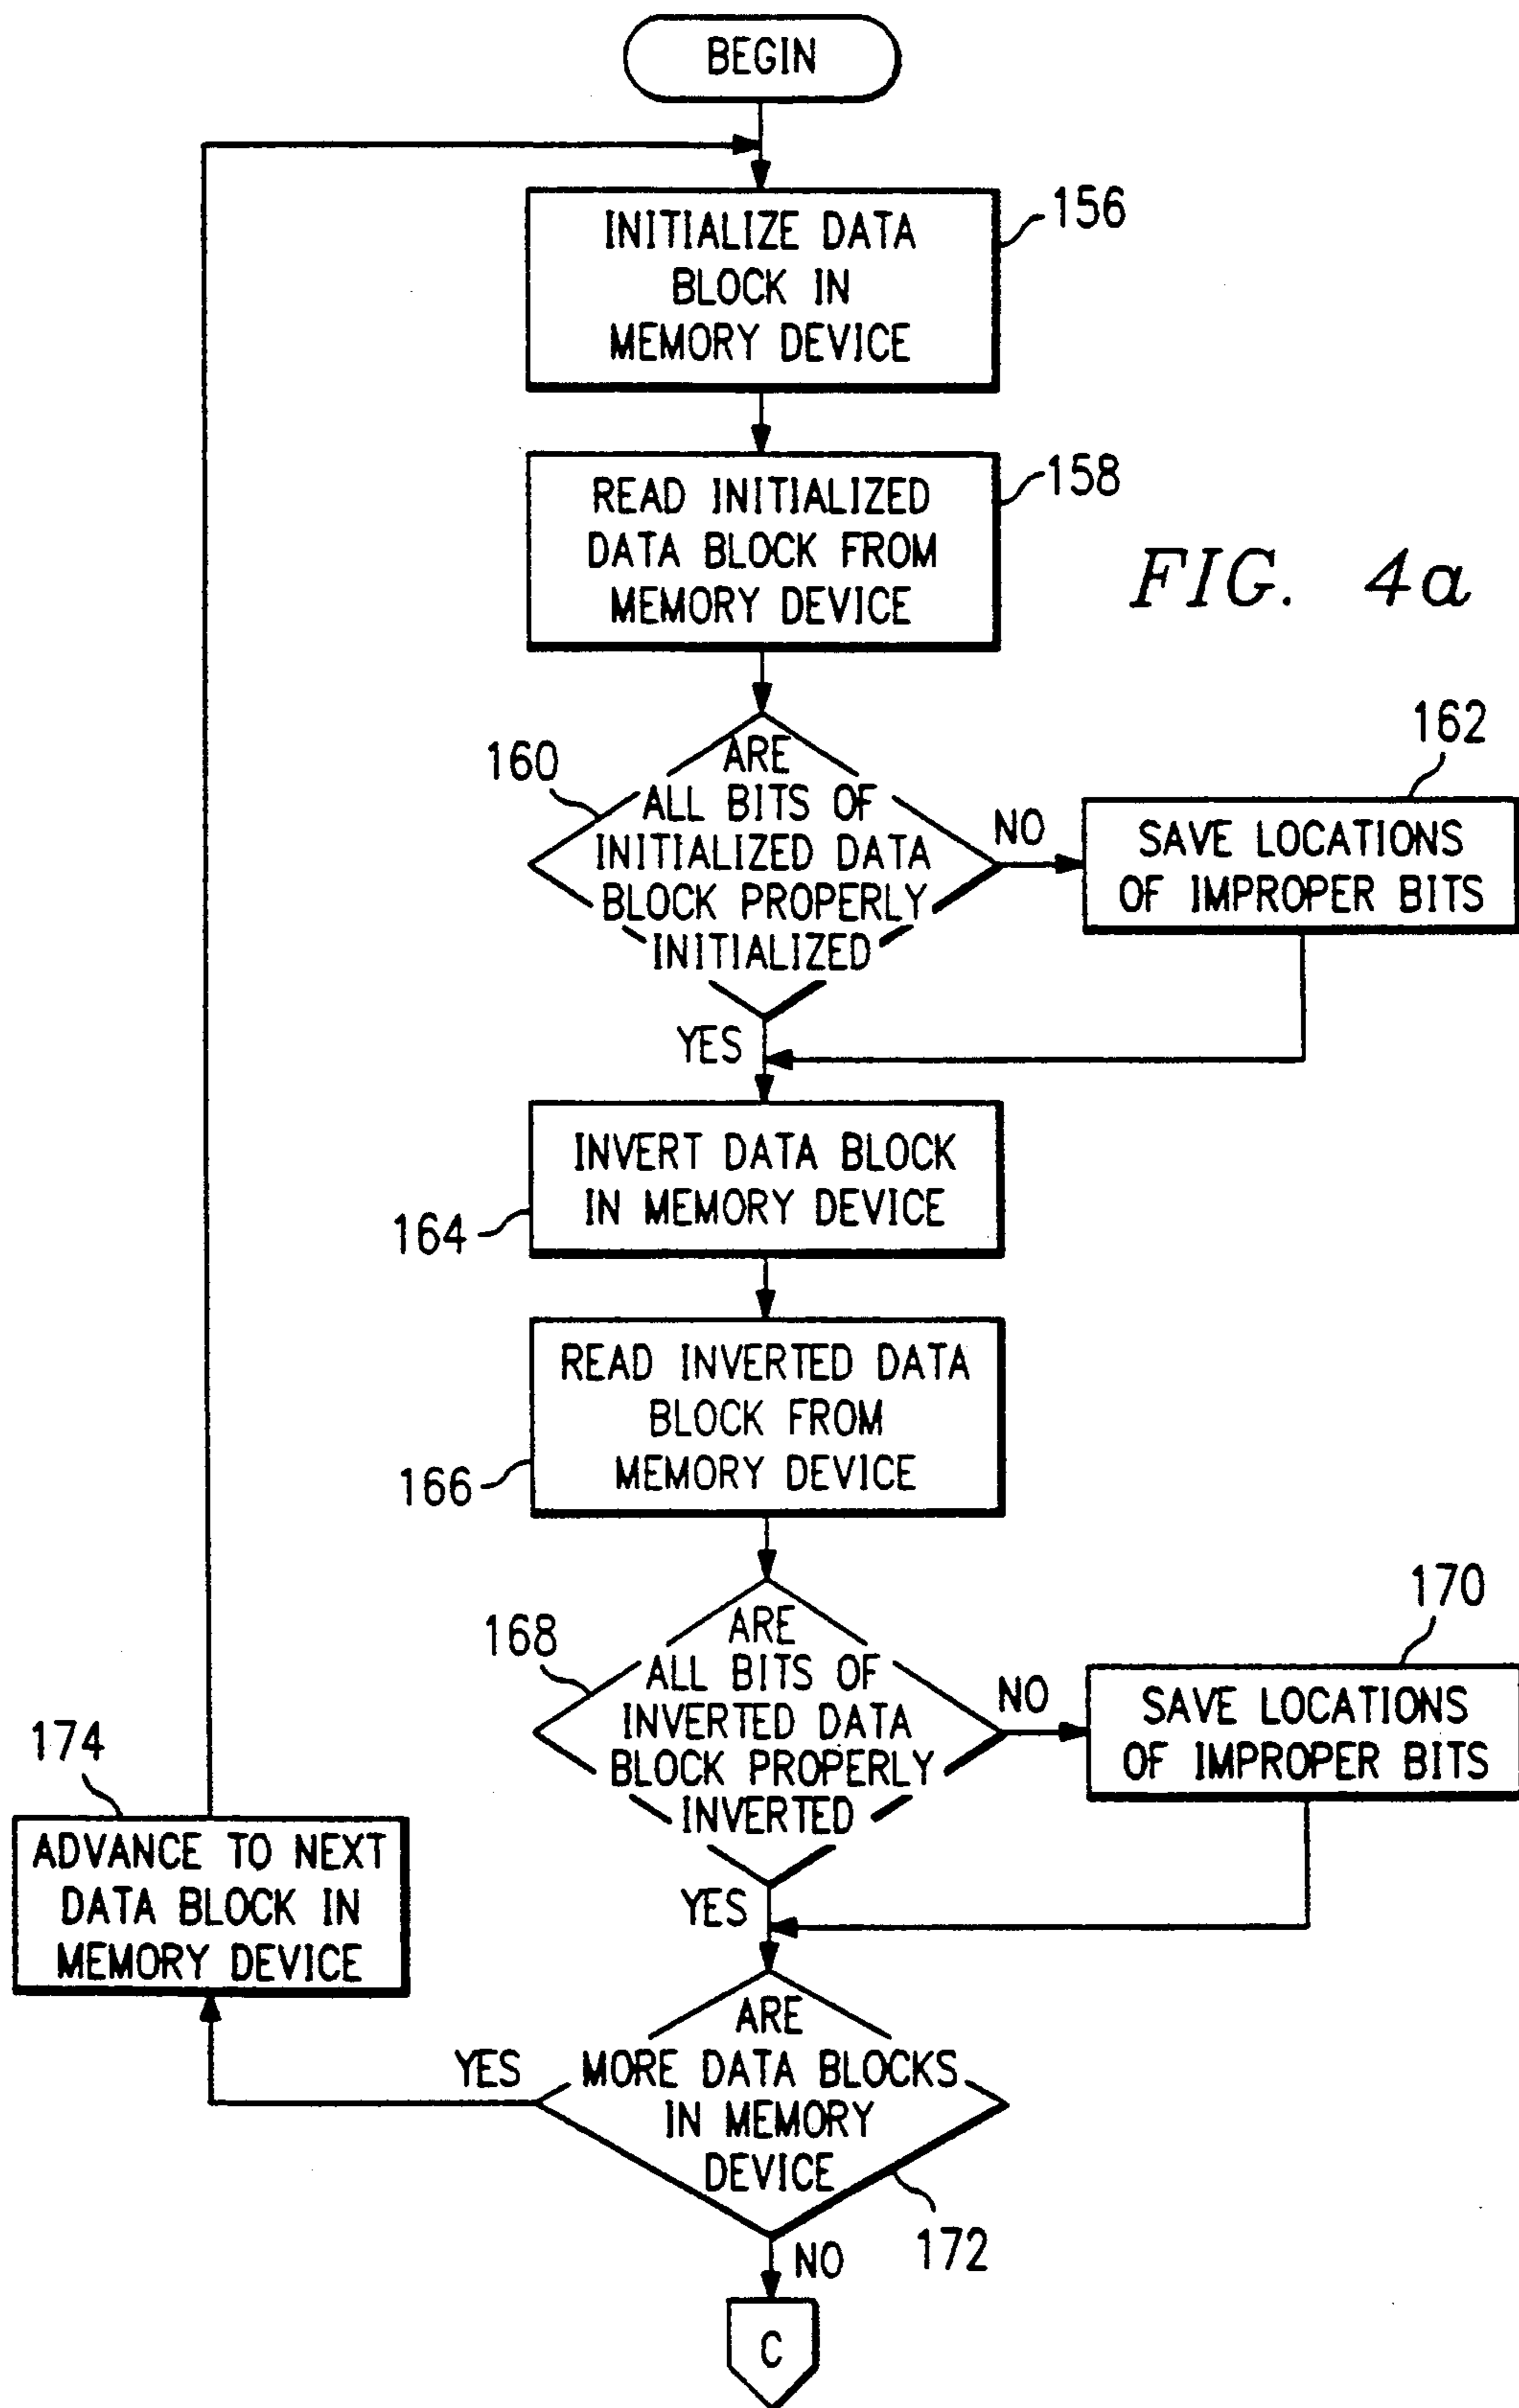 BEGIN
INITIALIZE DATA
BLOCK IN
MEMORY DEVICE
156
READ INITIALIZED
DATA BLOCK FROM
MEMORY DEVICE
158
FIG. 4a
160
ARE
ALL BITS OF
INITIALIZED DATA
BLOCK PROPERLY
INITIALIZED
NO
162
SAVE LOCATIONS
OF IMPROPER BITS
YES
INVERT DATA BLOCK
IN MEMORY DEVICE
164
READ INVERTED DATA
BLOCK FROM
MEMORY DEVICE
166
168
ARE
ALL BITS OF
INVERTED DATA
BLOCK PROPERLY
INVERTED
NO
170
SAVE LOCATIONS
OF IMPROPER BITS
YES
174
ADVANCE TO NEXT
DATA BLOCK IN
MEMORY DEVICE
YES
ARE
MORE DATA BLOCKS
IN MEMORY
DEVICE
172
NO
C